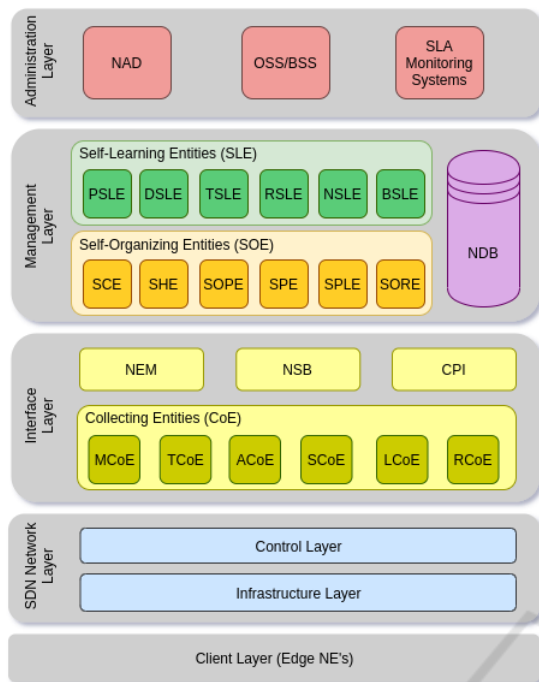 Administration
Layer
NAD
OSS/BSS
SLA
Monitoring
Systems
Management
Layer
Self-Learning Entities (SLE)
PSLE
DSLE
TSLE
RSLE
NSLE
BSLE
Self-Organizing Entities (SOE)
SCE
SHE
SOPE
SPE
SPLE
SORE
NDB
Interface
Layer
NEM
NSB
CPI
Collecting Entities (CoE)
MCoE
TCoE
ACoE
SCoE
LCoE
RCoE
SDN Network
Layer
Control Layer
Infrastructure Layer
Client Layer (Edge NE's)